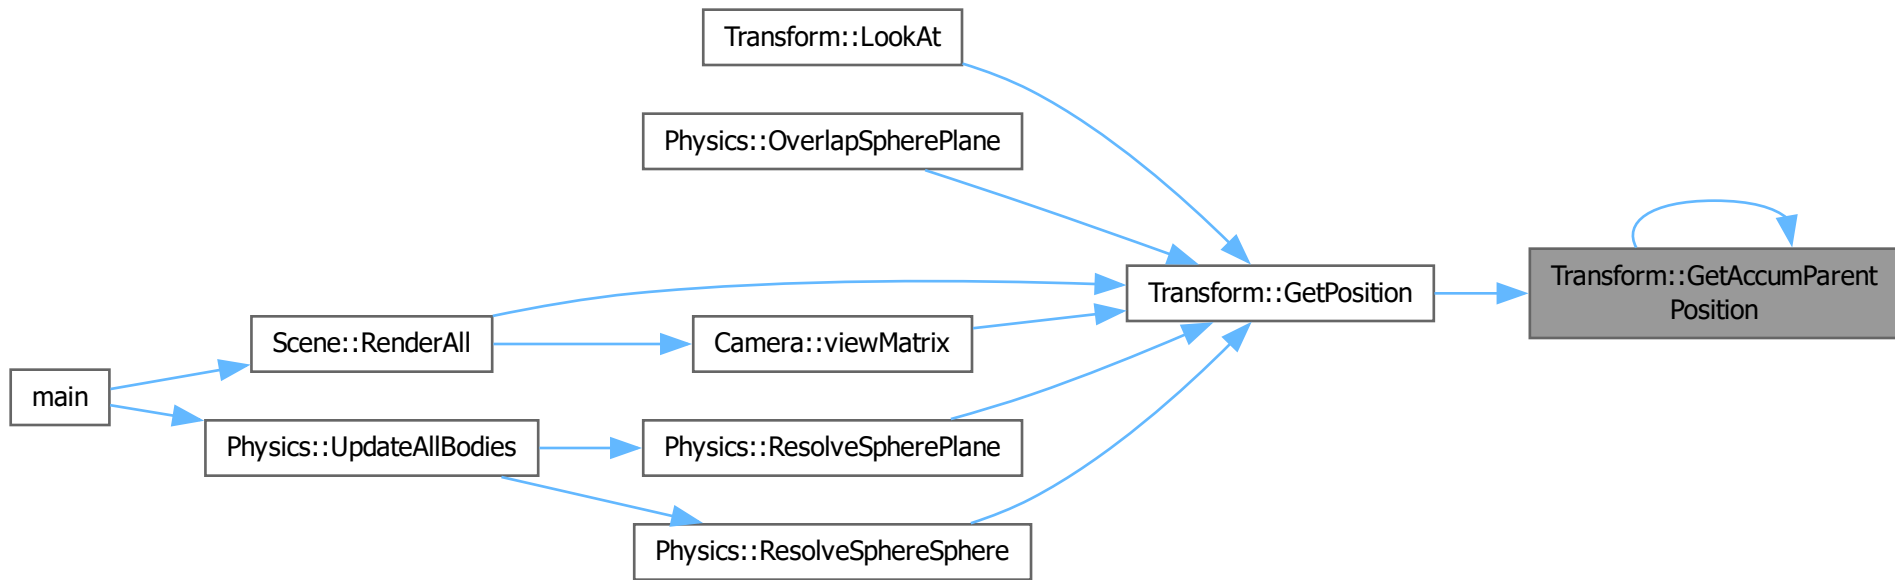 Transform::LookAt
Physics::OverlapSpherePlane
Transform::GetAccumParent
Position
Transform::GetPosition
Scene::RenderAll
Camera::viewMatrix
main
Physics::UpdateAllBodies
Physics::ResolveSpherePlane
Physics::ResolveSphereSphere